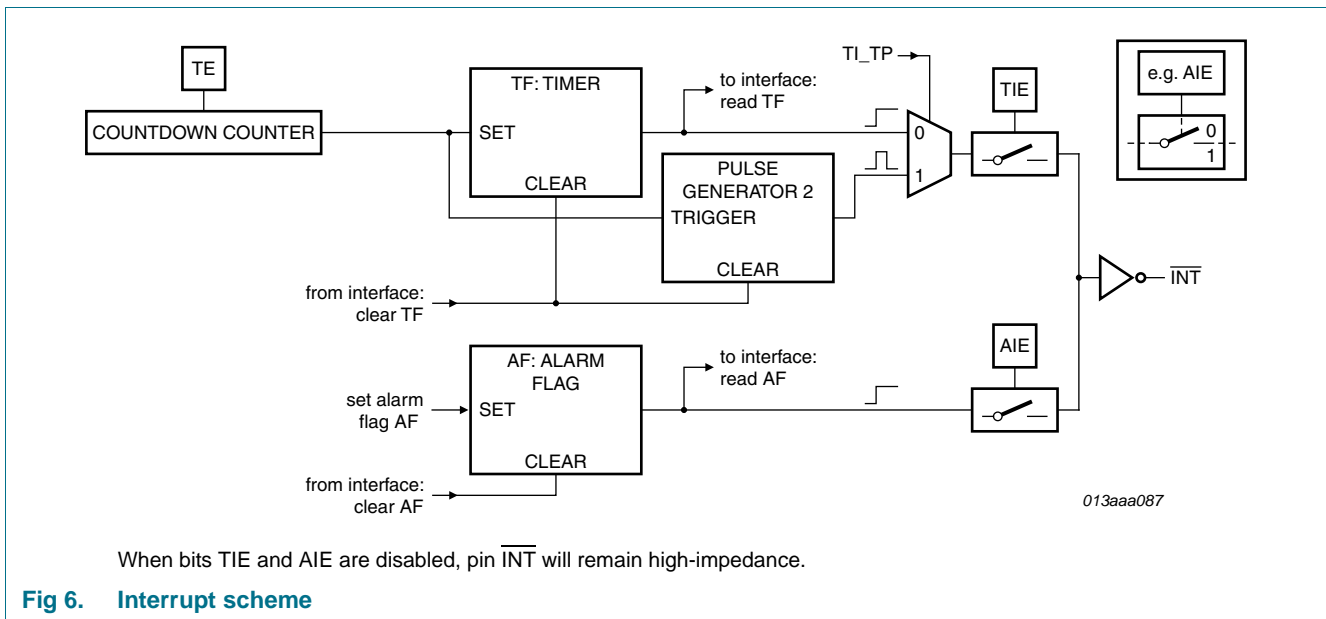 TE
COUNTDOWN COUNTER
TF: TIMER
SET
CLEAR
to interface:
read TF
PULSE
GENERATOR 2
TRIGGER
CLEAR
from interface:
clear TF
TI_TP
0
1
TIE
e.g. AIE
0
1
INT
AF: ALARM
FLAG
SET
CLEAR
set alarm
flag AF
to interface:
read AF
from interface:
clear AF
AIE
013aaa087
When bits TIE and AIE are disabled, pin INT will remain high-impedance.
Fig 6. Interrupt scheme